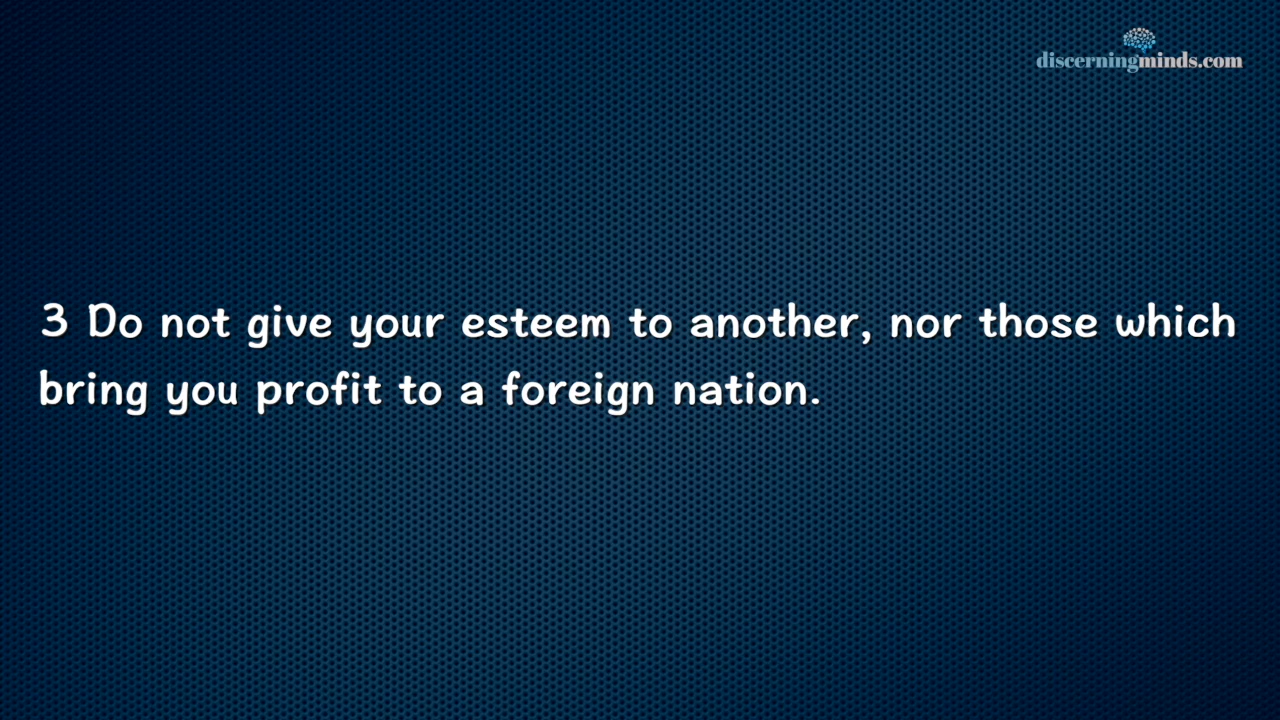 discerningminds.com
3 Do not give your esteem to another, nor those which
bring you profit to a foreign nation.